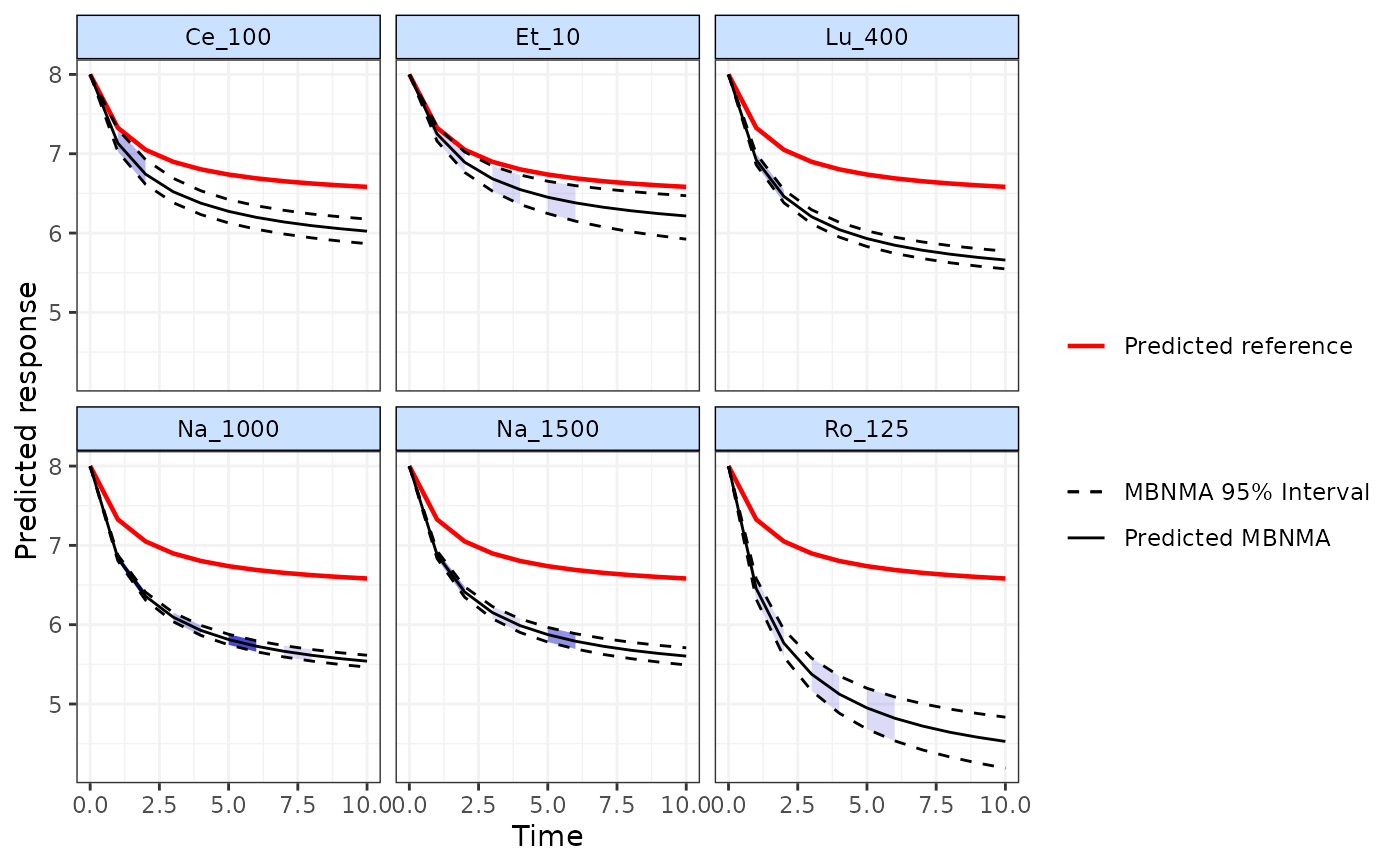 Ce_100 Et_10 Lu_400
8
7
6
5
Predicted response
Predicted reference
MBNMA 95% Interval
Predicted MBNMA
Na_1000 Na_1500 Ro_125
8
7
6
5
0.0 2.5 5.0 7.5 10.0 0.0 2.5 5.0 7.5 10.0 0.0 2.5 5.0 7.5 10.0
Time